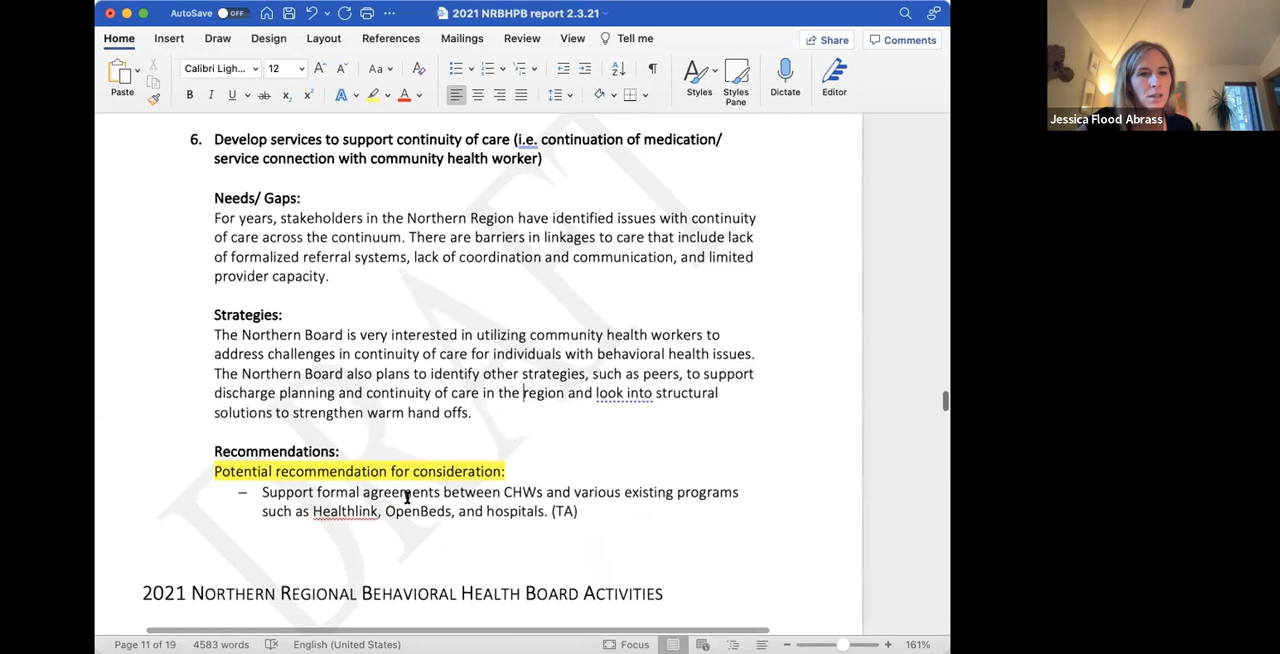 AutoSave OFF
2021 NRBHPB report 2.3.21
Home Insert Draw Design Layout References Mailings Review View Tell me
Share Comments
Paste
Calibri Ligh... 12
Aa
B I U ab X₂ X² A A
Styles
Styles Pane
Dictate
Editor
Jessica Flood Abrass
6. Develop services to support continuity of care (i.e. continuation of medication/
service connection with community health worker)
Needs/ Gaps:
For years, stakeholders in the Northern Region have identified issues with continuity
of care across the continuum. There are barriers in linkages to care that include lack
of formalized referral systems, lack of coordination and communication, and limited
provider capacity.
Strategies:
The Northern Board is very interested in utilizing community health workers to
address challenges in continuity of care for individuals with behavioral health issues.
The Northern Board also plans to identify other strategies, such as peers, to support
discharge planning and continuity of care in the region and look into structural
solutions to strengthen warm hand offs.
Recommendations:
Potential recommendation for consideration:
– Support formal agreements between CHWs and various existing programs
such as Healthlink, OpenBeds, and hospitals. (TA)
2021 NORTHERN REGIONAL BEHAVIORAL HEALTH BOARD ACTIVITIES
DRAFT
Page 11 of 19 4583 words English (United States) Focus 161%